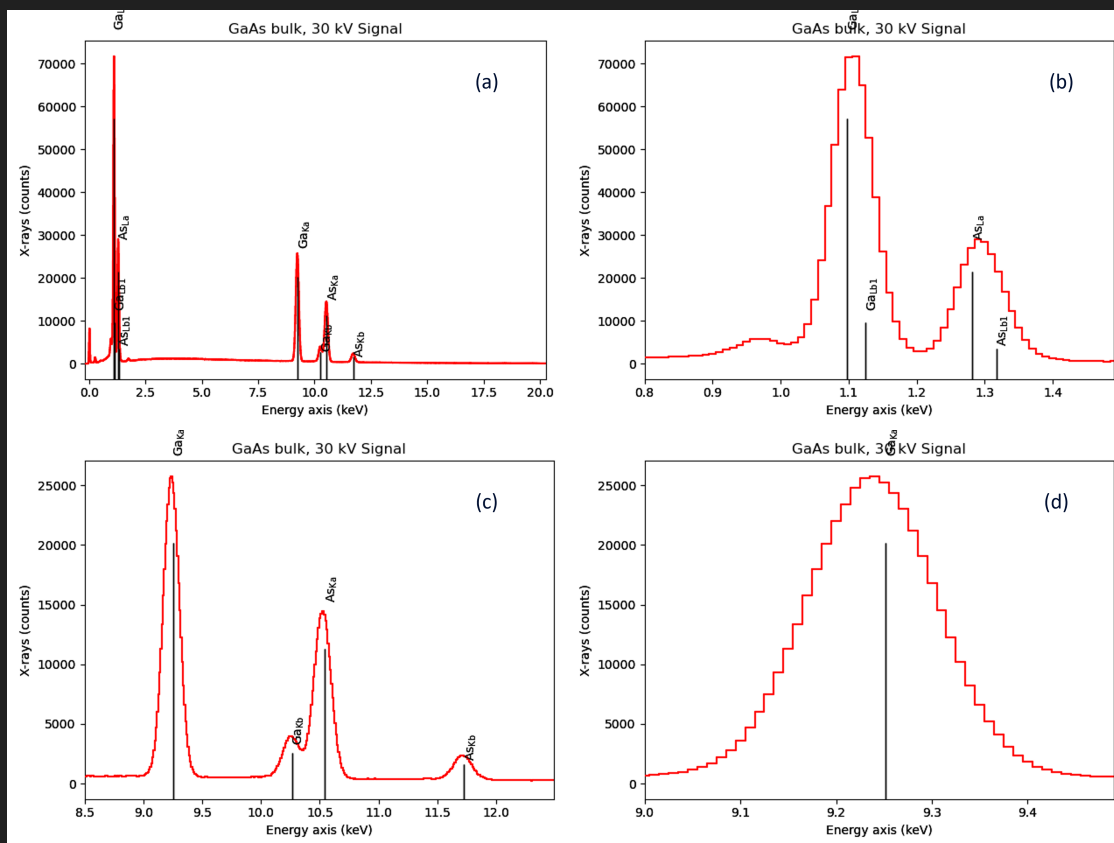 Ga
GaAs bulk, 30 kV Signal
(a)
X-rays (counts)
70000
60000
50000
40000
30000
20000
10000
0
As_La
Ga_Lb1
As_Lb1
Ga_Ka
As_Ka
Ga_Kb
As_Kb
0.0 2.5 5.0 7.5 10.0 12.5 15.0 17.5 20.0
Energy axis (keV)
Ga
GaAs bulk, 30 kV Signal
(b)
X-rays (counts)
70000
60000
50000
40000
30000
20000
10000
0
Ga_Lb1
As_La
As_Lb1
0.8 0.9 1.0 1.1 1.2 1.3 1.4
Energy axis (keV)
Ga_Ka
GaAs bulk, 30 kV Signal
(c)
X-rays (counts)
25000
20000
15000
10000
5000
0
Ga_Kb
As_Ka
As_Kb
8.5 9.0 9.5 10.0 10.5 11.0 11.5 12.0
Energy axis (keV)
Ga_Ka
GaAs bulk, 30 kV Signal
(d)
X-rays (counts)
25000
20000
15000
10000
5000
0
9.0 9.1 9.2 9.3 9.4
Energy axis (keV)